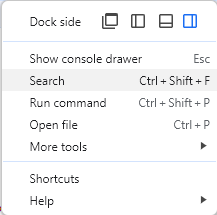 Dock side
Show console drawer Esc
Search Ctrl + Shift + F
Run command Ctrl + Shift + P
Open file Ctrl + P
More tools
Shortcuts
Help